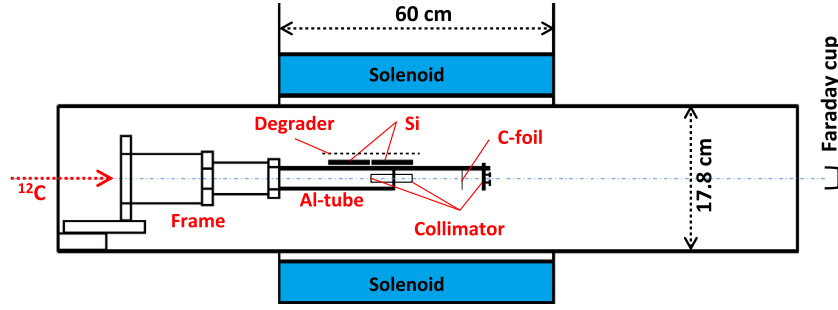 60 cm
Solenoid
Faraday cup
Degrader
Si
C-foil
¹²C
Al-tube
Frame
Collimator
17.8 cm
Solenoid